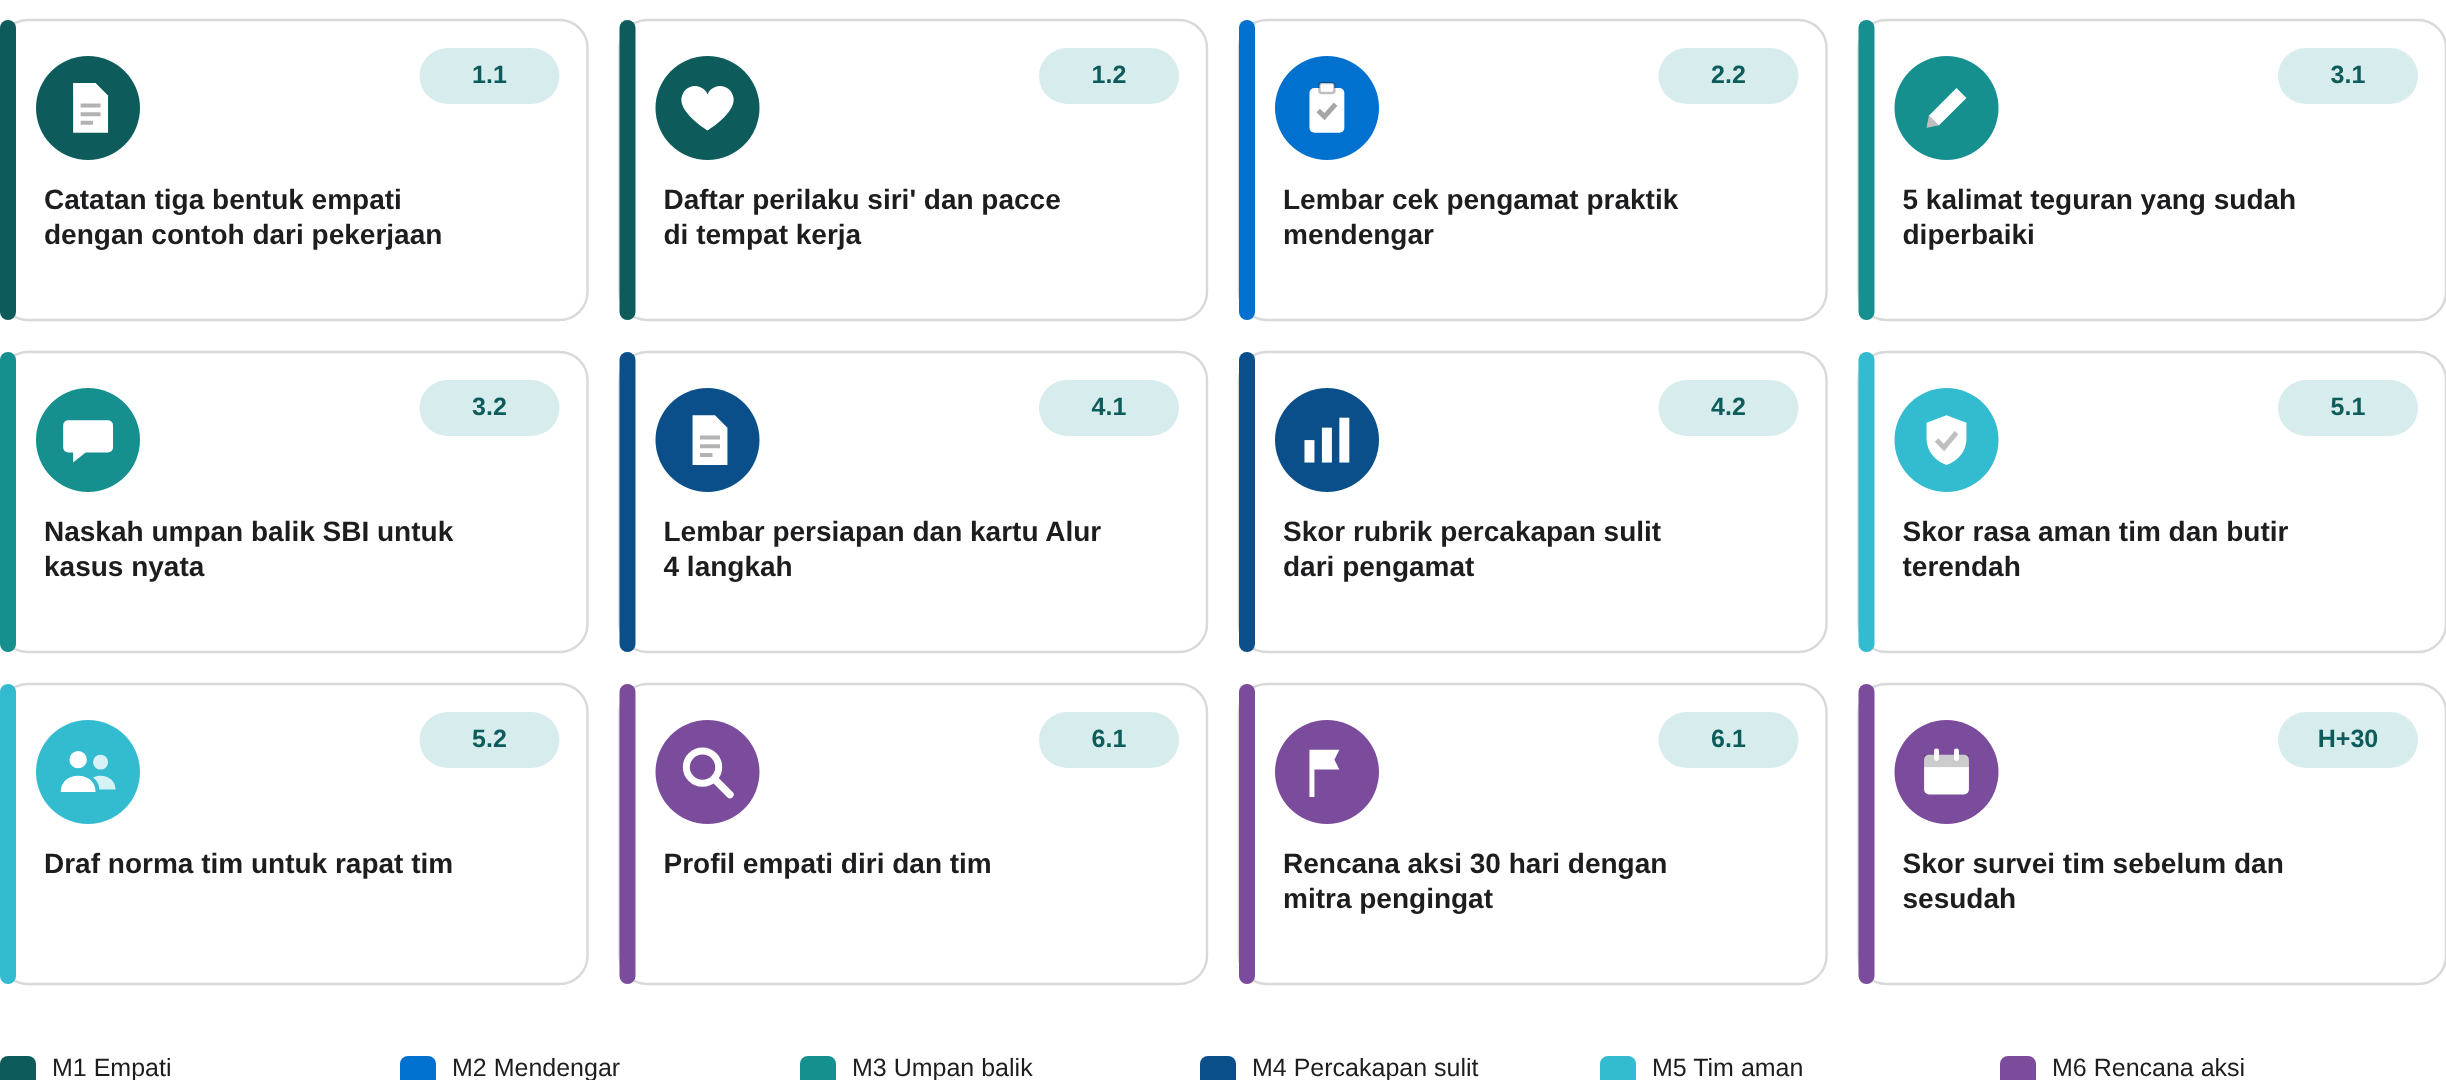 1.1
Catatan tiga bentuk empati
dengan contoh dari pekerjaan
1.2
Daftar perilaku siri' dan pacce
di tempat kerja
2.2
Lembar cek pengamat praktik
mendengar
3.1
5 kalimat teguran yang sudah
diperbaiki
3.2
Naskah umpan balik SBI untuk
kasus nyata
4.1
Lembar persiapan dan kartu Alur
4 langkah
4.2
Skor rubrik percakapan sulit
dari pengamat
5.1
Skor rasa aman tim dan butir
terendah
5.2
Draf norma tim untuk rapat tim
6.1
Profil empati diri dan tim
6.1
Rencana aksi 30 hari dengan
mitra pengingat
H+30
Skor survei tim sebelum dan
sesudah
M1 Empati
M2 Mendengar
M3 Umpan balik
M4 Percakapan sulit
M5 Tim aman
M6 Rencana aksi